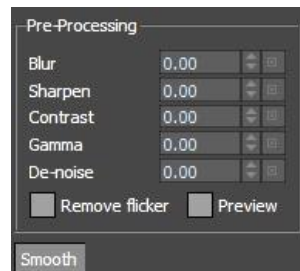 Pre-Processing
Blur 0.00
Sharpen 0.00
Contrast 0.00
Gamma 0.00
De-noise 0.00
Remove flicker Preview
Smooth